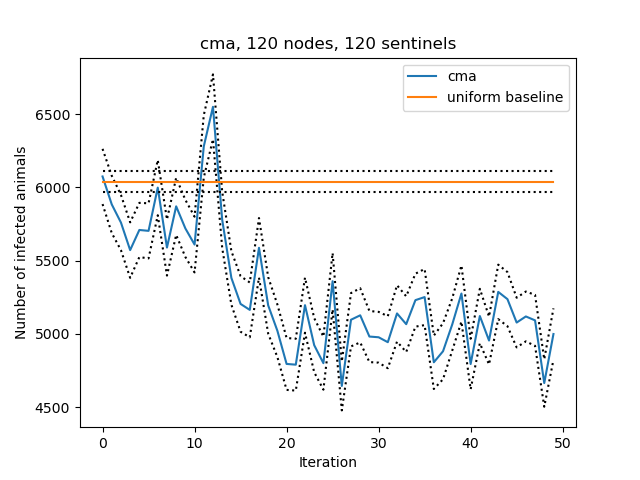 cma, 120 nodes, 120 sentinels
cma
uniform baseline
Number of infected animals
6500
6000
5500
5000
4500
0 10 20 30 40 50
Iteration